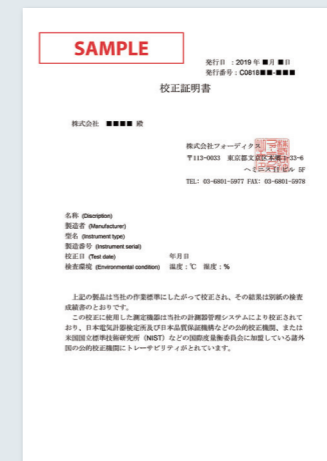 SAMPLE
発行日 ：2019 年 ■月 ■日
発行番号：C0818■■-■■■
校正証明書
株式会社 ■■■■ 殿
株式会社フォーディクス
〒113-0033 東京都文京区本郷1-33-6
ヘミニスⅡビル 5F
TEL: 03-6801-5977 FAX: 03-6801-5978
名称 (Discription)
製造者 (Manufacturer)
型名 (Instrument type)
製造番号 (Instrument serial)
校正日 (Test date) 年月日
検査環境 (Environmental condition) 温度：℃ 湿度：%
上記の製品は当社の作業標準にしたがって校正され、その結果は別紙の検査
成績書のとおりです。
この校正に使用した測定機器は当社の計測器管理システムにより校正されて
おり、日本電気計器検定所及び日本品質保証機構などの公的校正機関、または
米国国立標準技術研究所（NIST）などの国際度量衡委員会に加盟している諸外
国の公的校正機関にトレーサビリティがとれています。